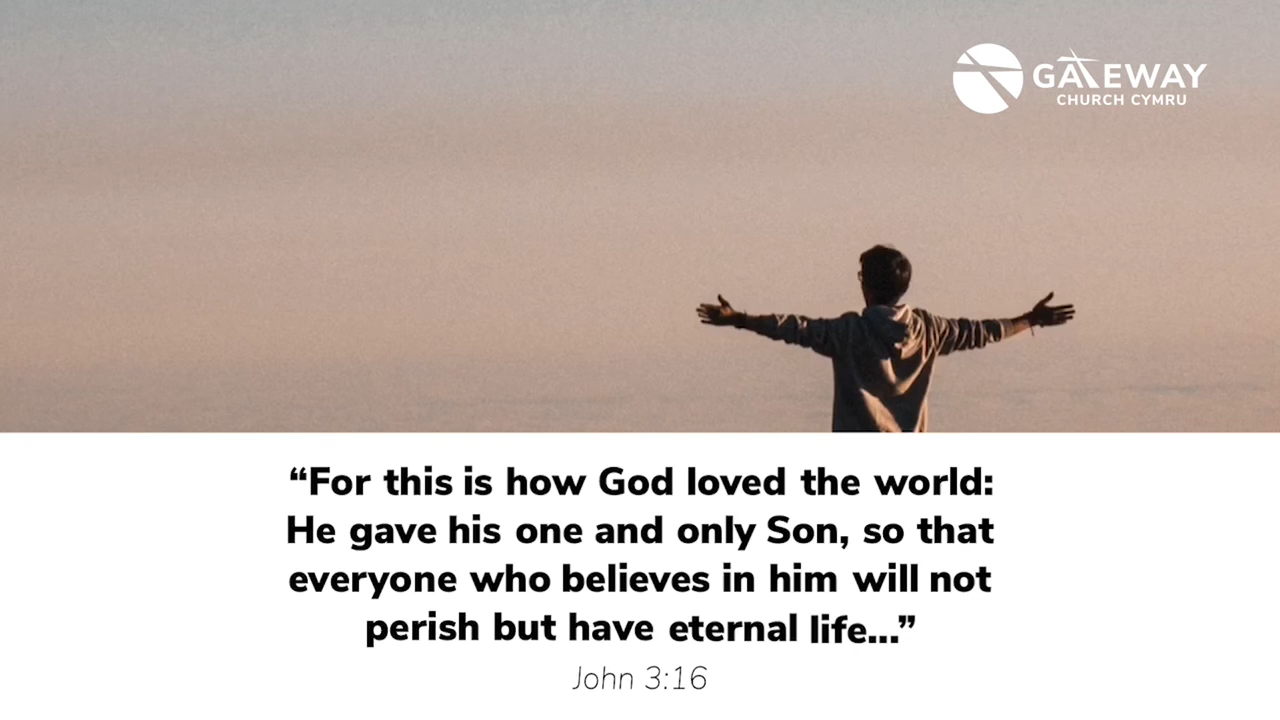 GATEWAY
CHURCH CYMRU
“For this is how God loved the world:
He gave his one and only Son, so that
everyone who believes in him will not
perish but have eternal life...”
John 3:16